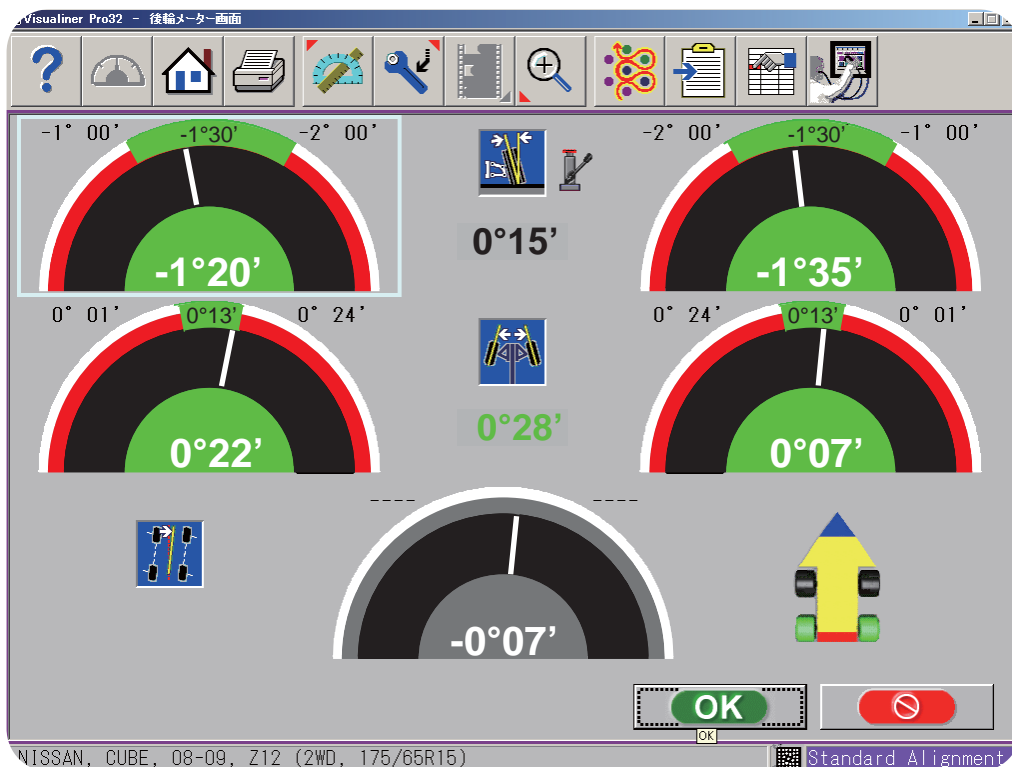 Visualiner Pro32 - 後輪メーター画面
-1° 00’ -1°30’ -2° 00’
-2° 00’ -1°30’ -1° 00’
-1°20’
0°15’
-1°35’
0° 01’ 0°13’ 0° 24’
0° 24’ 0°13’ 0° 01’
0°22’
0°28’
0°07’
---- ----
-0°07’
OK
OK
NISSAN, CUBE, 08-09, Z12 (2WD, 175/65R15)
Standard Alignment